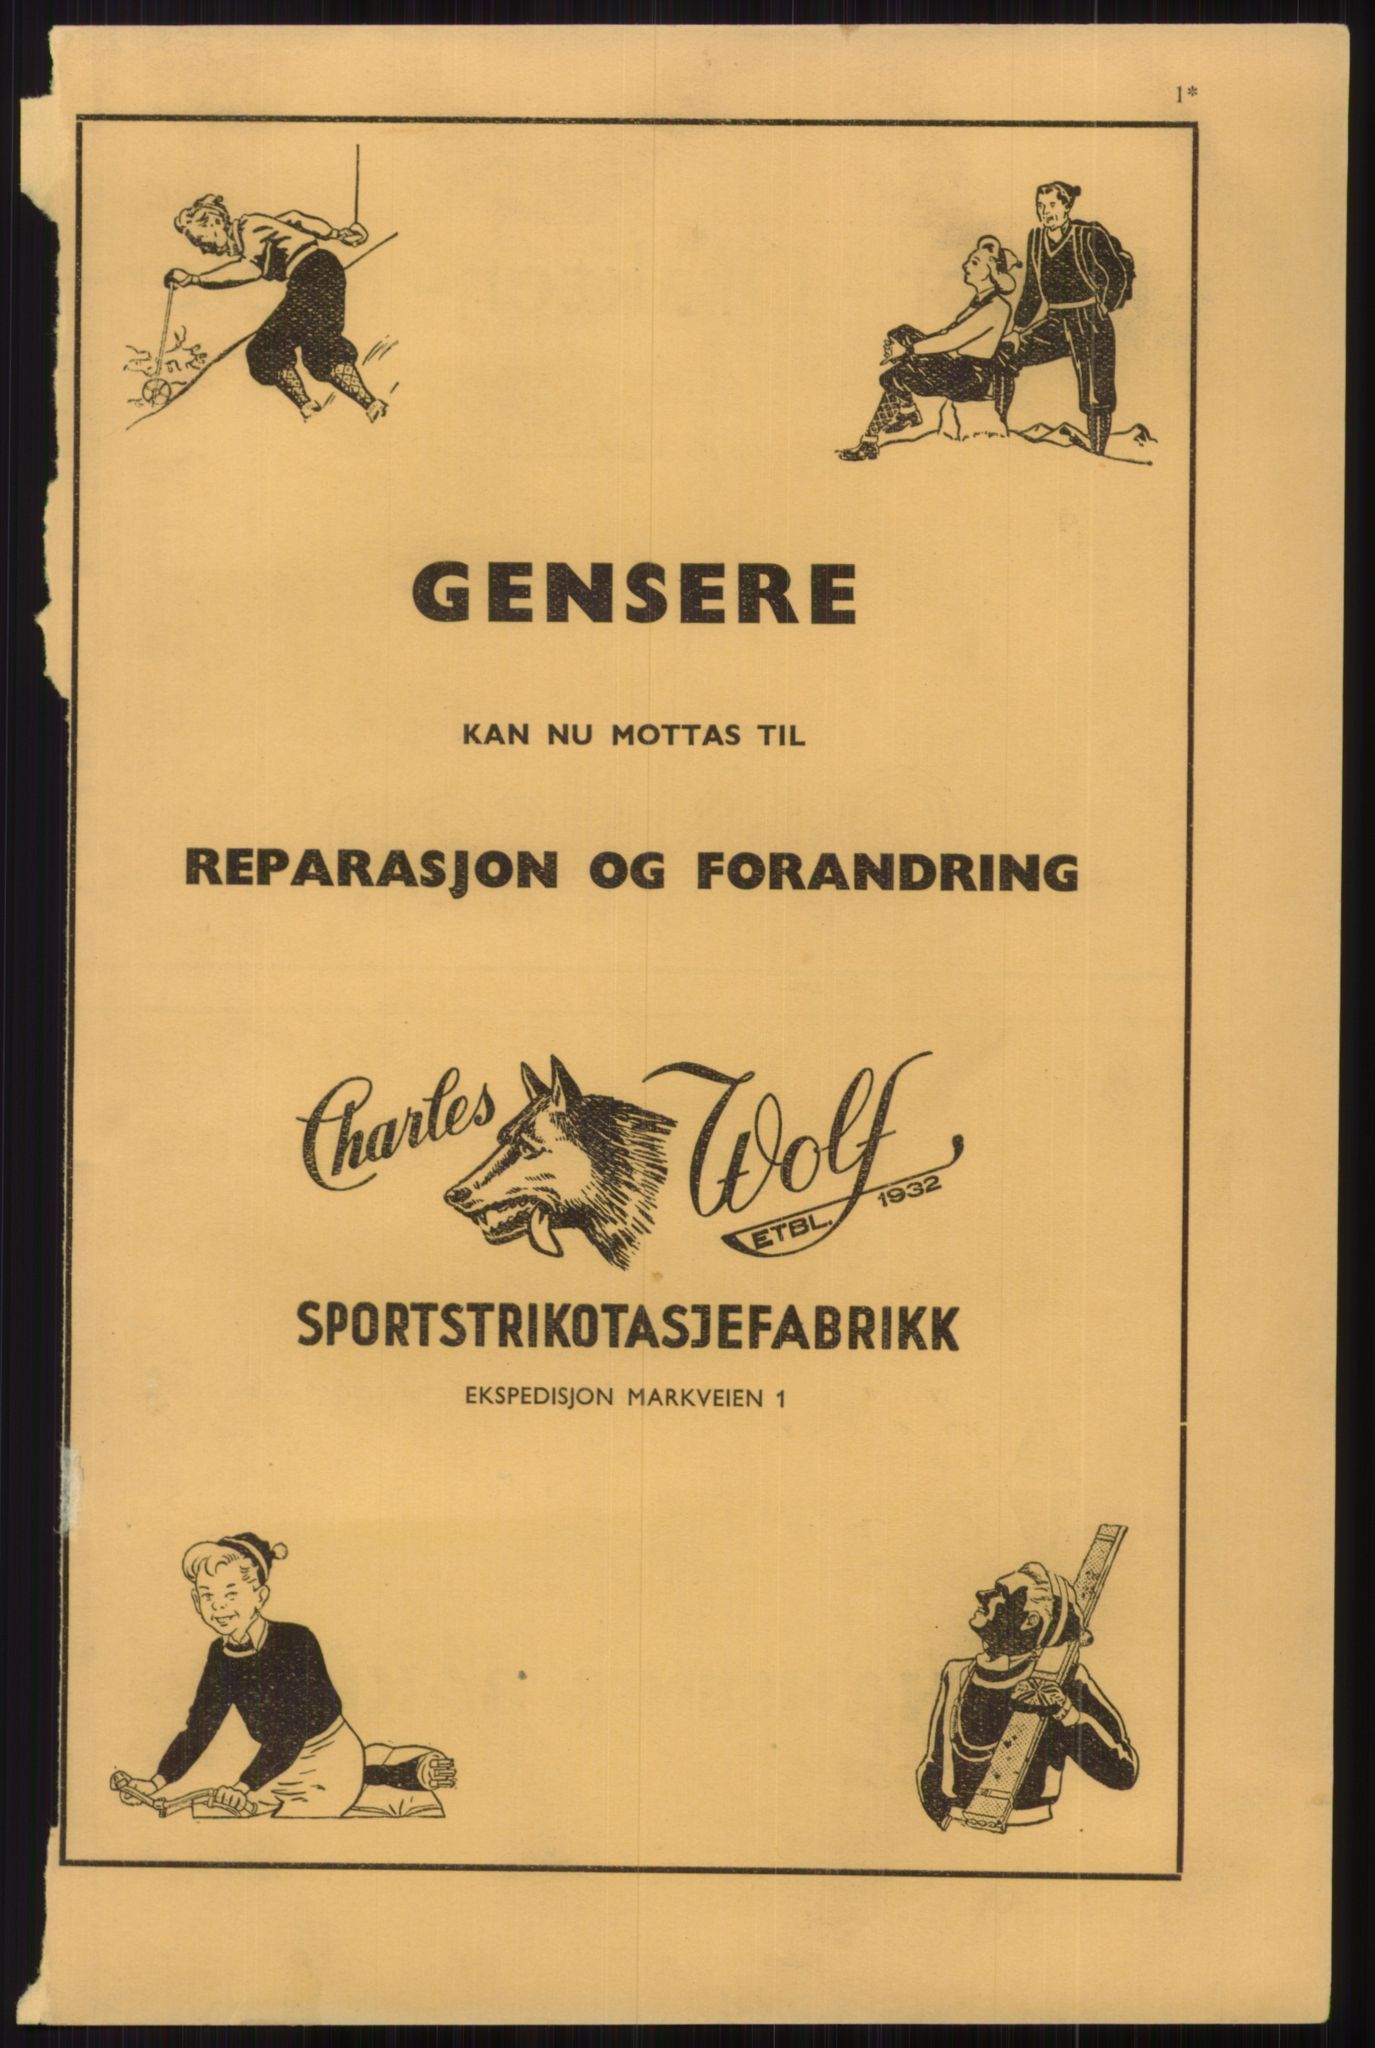 1*
GENSERE
KAN NU MOTTAS TIL
REPARASJON OG FORANDRING
Charles Wolf
ETBL. 1932
SPORTSTRIKOTASJEFABRIKK
EKSPEDISJON MARKVEIEN 1